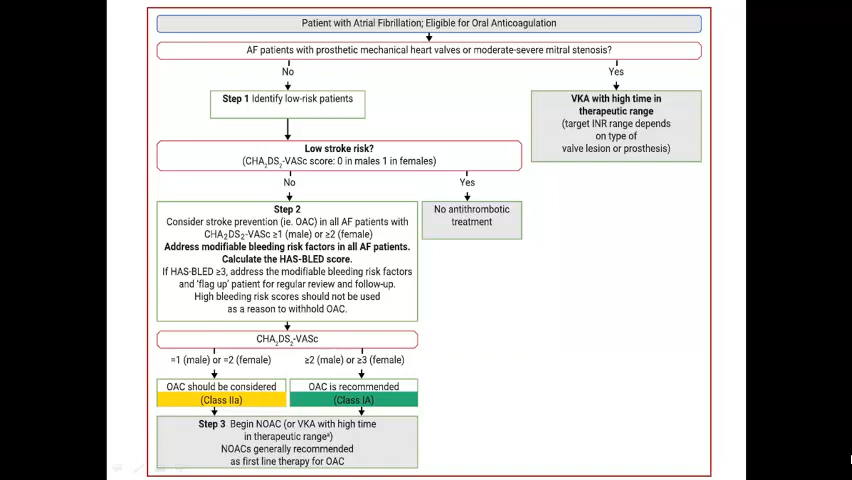 Patient with Atrial Fibrillation; Eligible for Oral Anticoagulation
AF patients with prosthetic mechanical heart valves or moderate-severe mitral stenosis?
No
Yes
Step 1 Identify low-risk patients
VKA with high time in
therapeutic range
(target INR range depends
on type of
valve lesion or prosthesis)
Low stroke risk?
(CHA2DS2-VASc score: 0 in males 1 in females)
No
Yes
Step 2
Consider stroke prevention (ie. OAC) in all AF patients with
CHA2DS2-VASc ≥1 (male) or ≥2 (female)
Address modifiable bleeding risk factors in all AF patients.
Calculate the HAS-BLED score.
If HAS-BLED ≥3, address the modifiable bleeding risk factors
and 'flag up' patient for regular review and follow-up.
High bleeding risk scores should not be used
as a reason to withhold OAC.
No antithrombotic
treatment
CHA2DS2-VASc
=1 (male) or =2 (female)
≥2 (male) or ≥3 (female)
OAC should be considered
(Class IIa)
OAC is recommended
(Class IA)
Step 3 Begin NOAC (or VKA with high time
in therapeutic rangeª)
NOACs generally recommended
as first line therapy for OAC